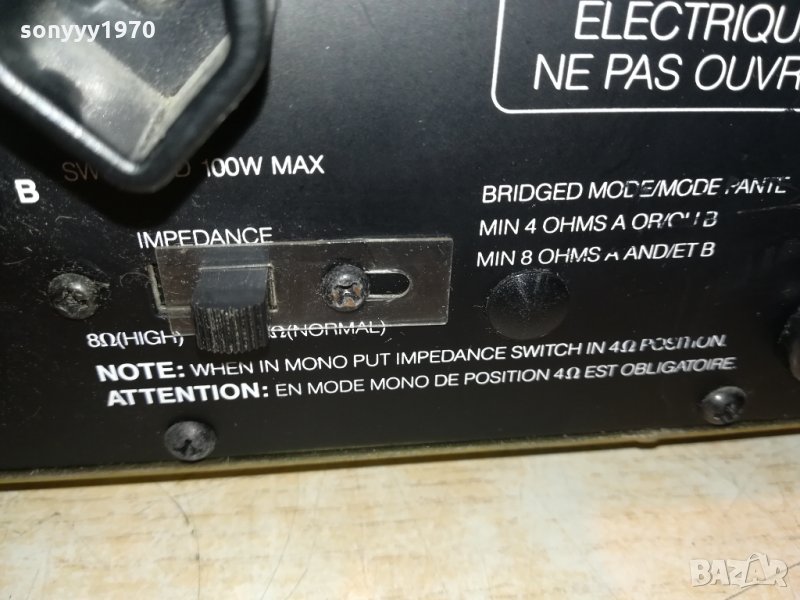 sonyyy1970
ELECTRIQU
NE PAS OUVR
B
100W MAX
BRIDGED MODE/MODE
MIN 4 OHMS A OR/OU B
MIN 8 OHMS A AND/ET B
IMPEDANCE
8Ω(HIGH)
Ω(NORMAL)
NOTE: WHEN IN MONO PUT IMPEDANCE SWITCH IN 4Ω POSITION.
ATTENTION: EN MODE MONO DE POSITION 4Ω EST OBLIGATOIRE.
BAZAR